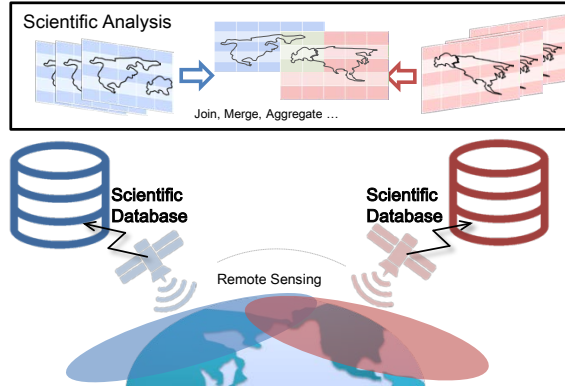 Scientific Analysis
Join, Merge, Aggregate ...
Scientific
Database
Scientific
Database
Remote Sensing